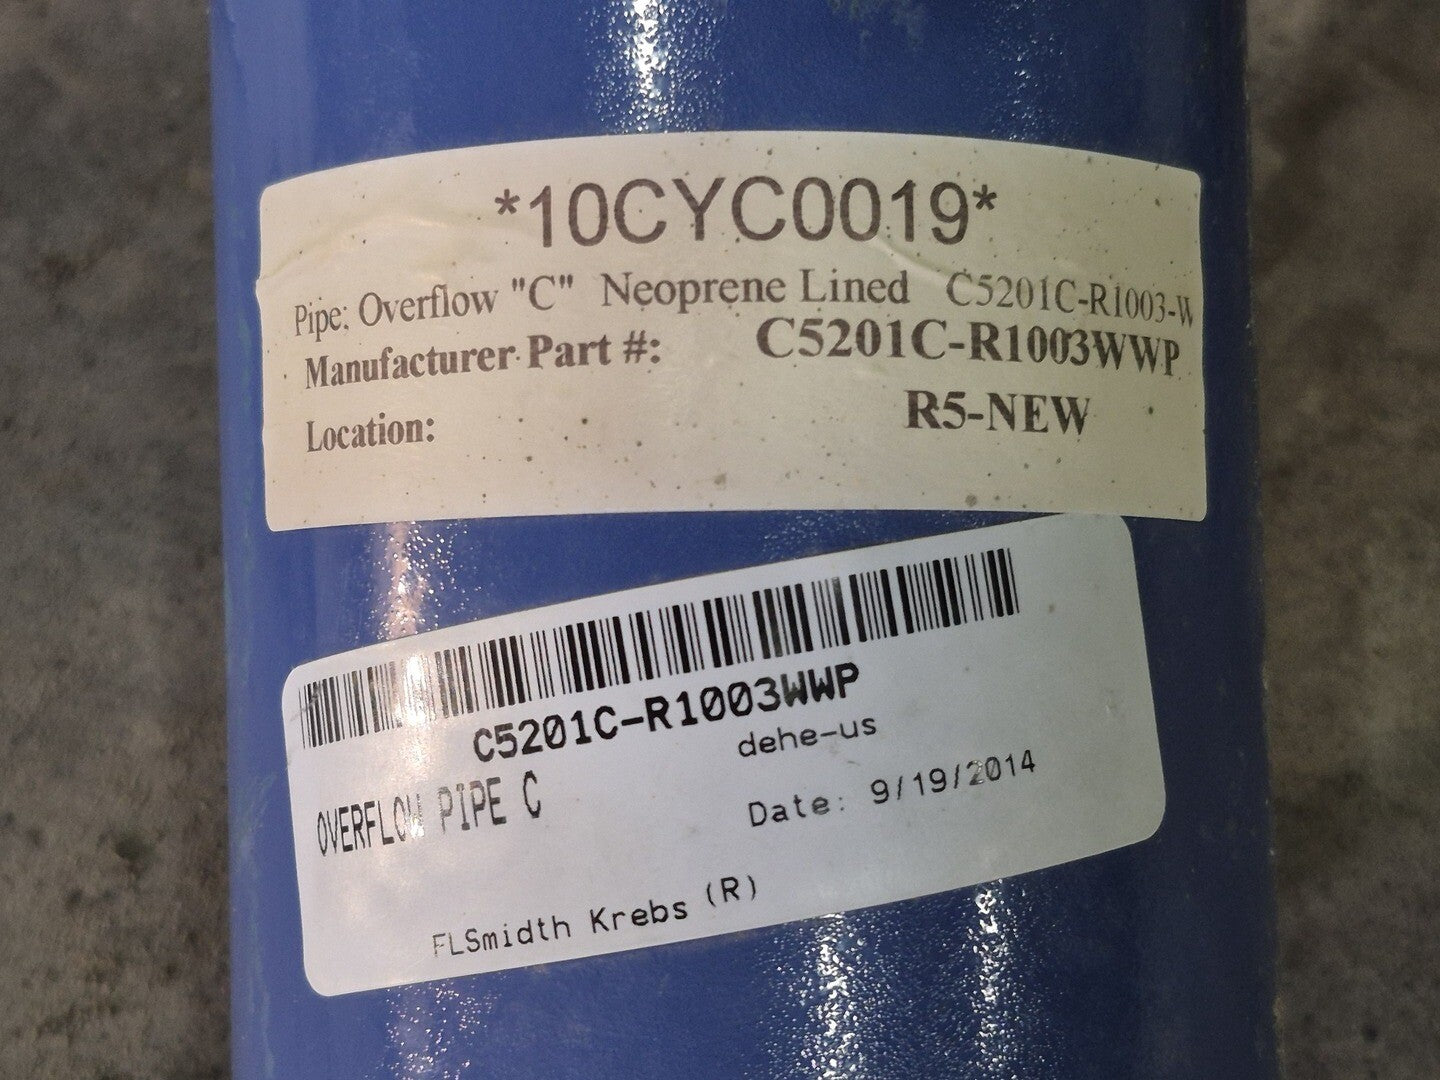 *10CYC0019*
Pipe: Overflow "C" Neoprene Lined C5201C-R1003-W
Manufacturer Part #: C5201C-R1003WWP
Location: R5-NEW
C5201C-R1003WWP
dehe-us
OVERFLOW PIPE C
Date: 9/19/2014
FLSmidth Krebs (R)